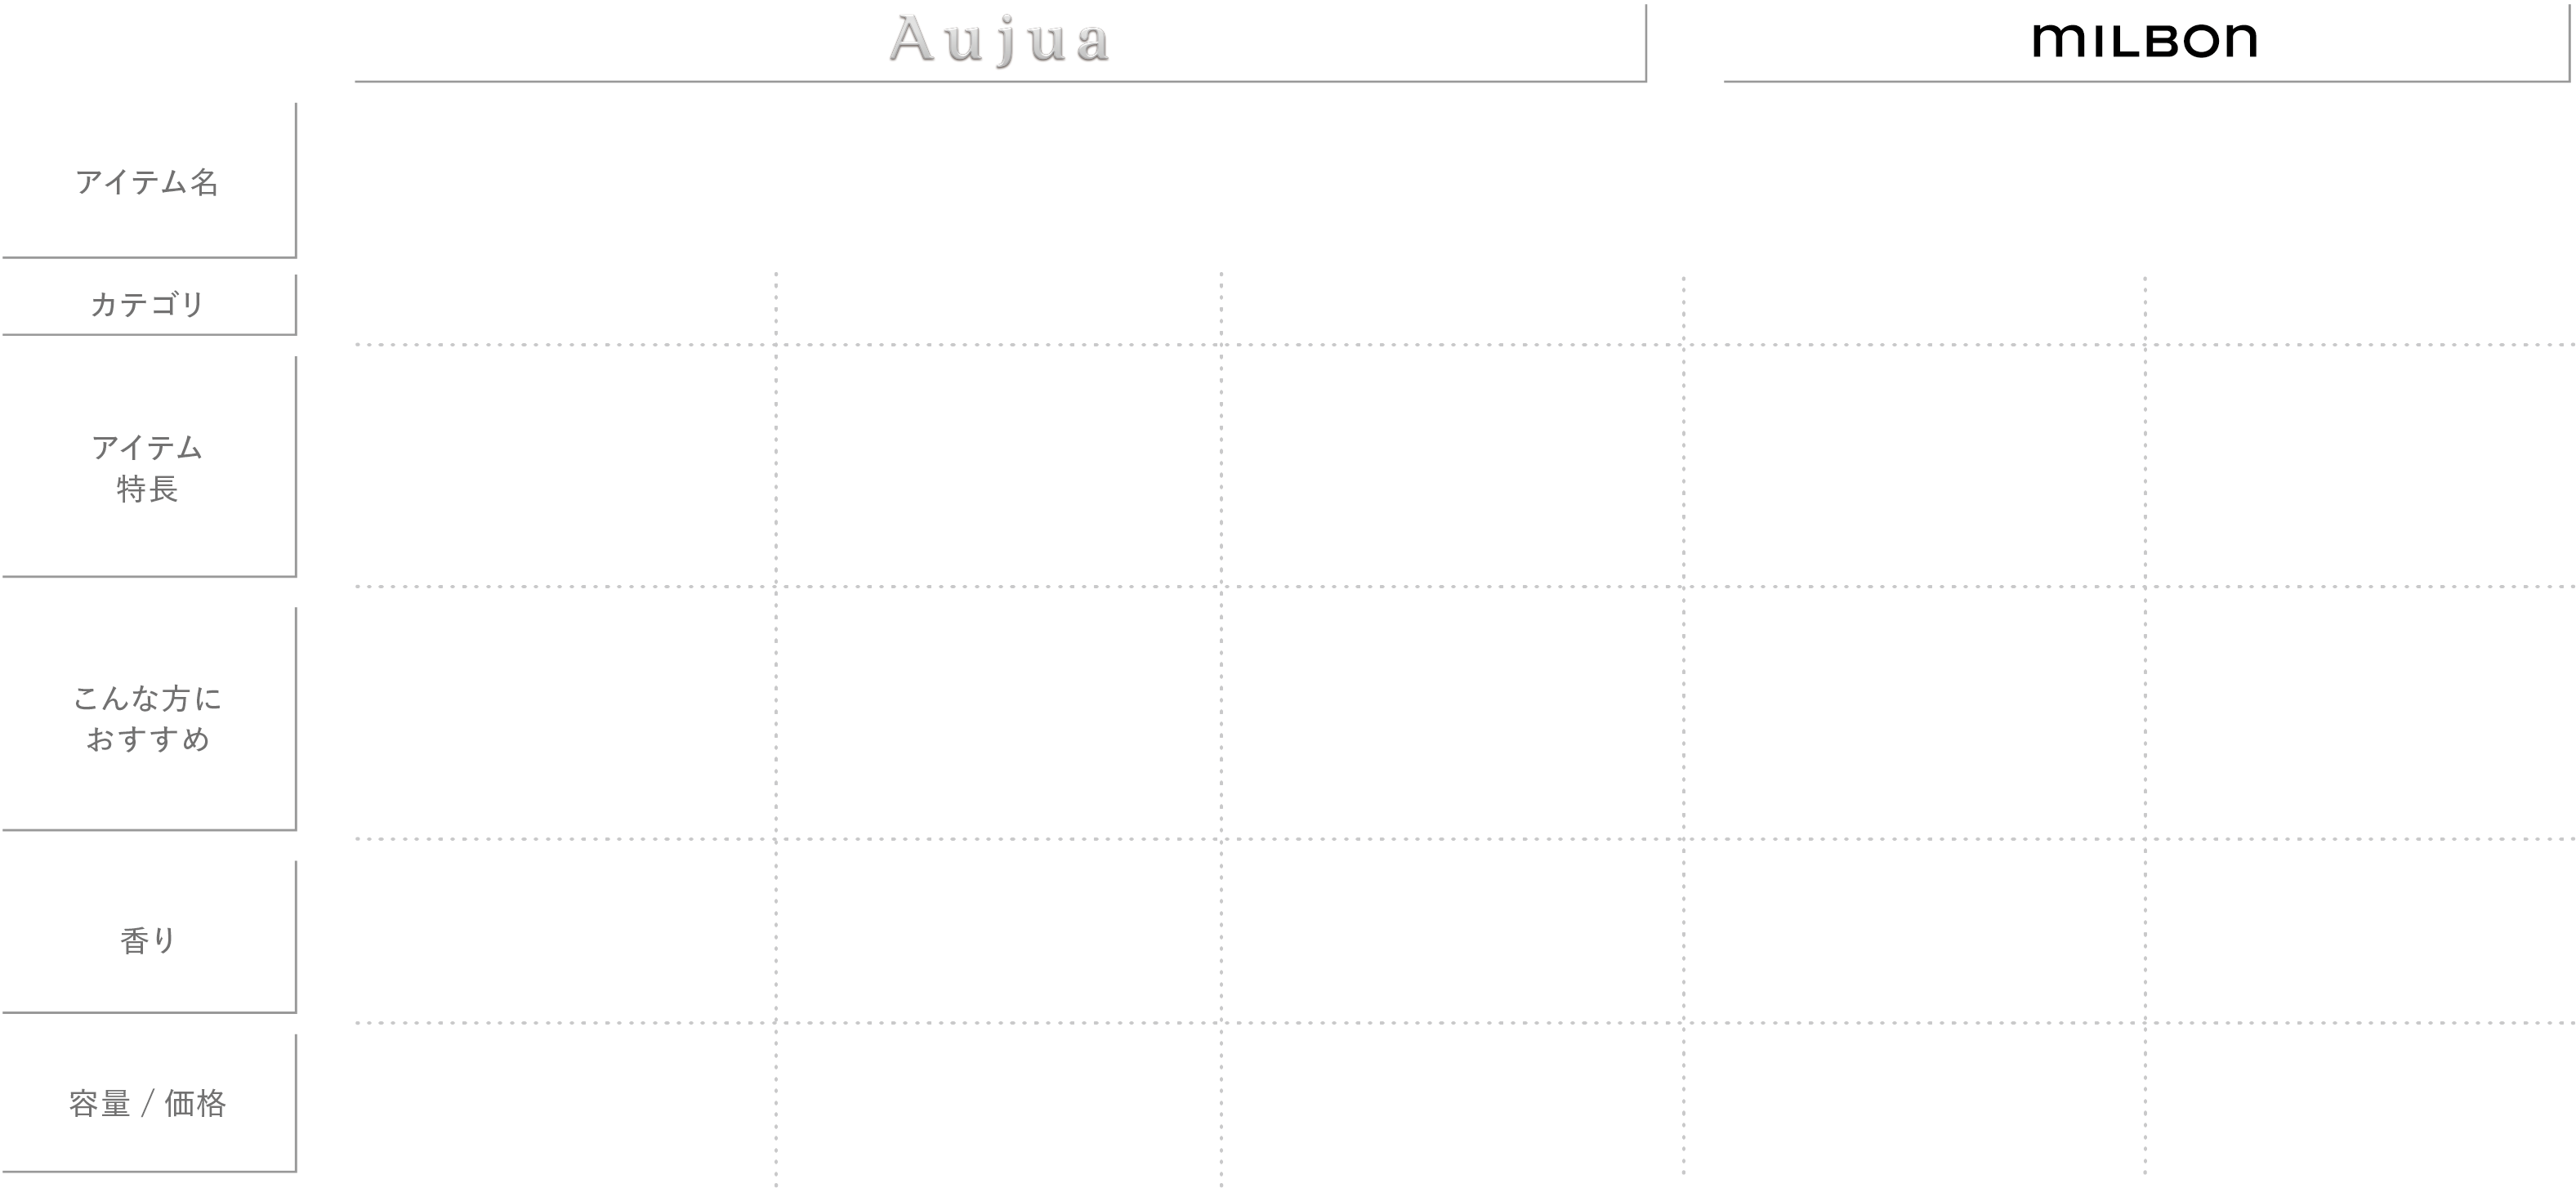 Aujua
MILBON
アイテム名
カテゴリ
アイテム
特長
こんな方に
おすすめ
香り
容量 / 価格